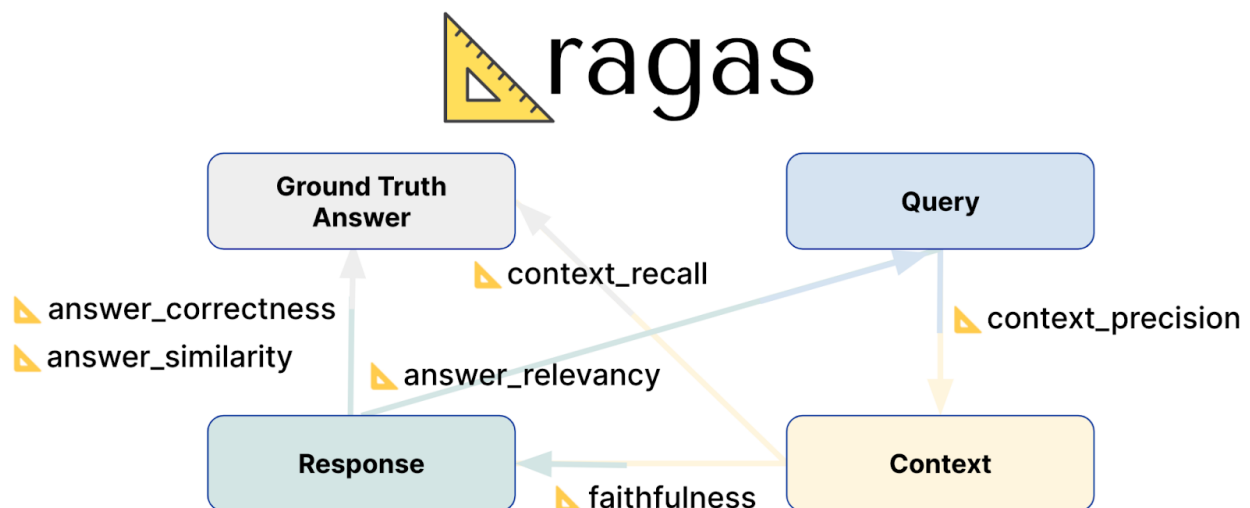 ragas
Ground Truth
Answer
Query
context_recall
answer_correctness
context_precision
answer_similarity
answer_relevancy
Response
Context
faithfulness